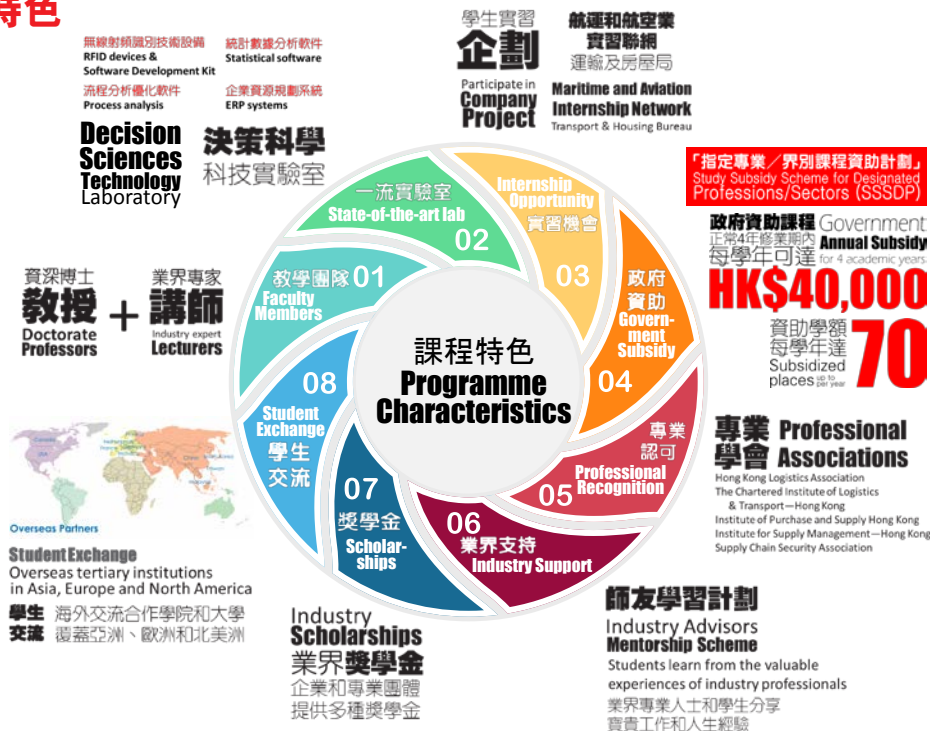 特色
無線射頻識別技術設備
RFID devices &
Software Development Kit
統計數據分析軟件
Statistical software
流程分析優化軟件
Process analysis
企業資源規劃系統
ERP systems
Decision
Sciences
Technology
Laboratory
決策科學
科技實驗室
學生實習
企劃
Participate in
Company
Project
航運和航空業
實習聯網
運輸及房屋局
Maritime and Aviation
Internship Network
Transport & Housing Bureau
「指定專業/界別課程資助計劃」
Study Subsidy Scheme for Designated
Professions/Sectors (SSSDP)
政府資助課程 Government
正常4年修業期內 Annual Subsidy
每學年可達 for 4 academic years
HK$40,000
資助學額
每學年達
Subsidized
places up to per year
70
資深博士
教授
Doctorate
Professors
+
業界專家
講師
Industry expert
Lecturers
課程特色
Programme
Characteristics
教學團隊 01
Faculty
Members
一流實驗室
State-of-the-art lab
02
Internship
Opportunity
實習機會
03
政府
資助
Govern-
ment
Subsidy
04
專業
認可
Professional
05 Recognition
06
業界支持
Industry Support
07
獎學金
Scholar-
ships
08
Student
Exchange
學生
交流
專業 Professional
學會 Associations
Hong Kong Logistics Association
The Chartered Institute of Logistics
& Transport—Hong Kong
Institute of Purchase and Supply Hong Kong
Institute for Supply Management—Hong Kong
Supply Chain Security Association
Canada
USA
China
Overseas Partners
Student Exchange
Overseas tertiary institutions
in Asia, Europe and North America
學生 海外交流合作學院和大學
交流 覆蓋亞洲、歐洲和北美洲
Industry
Scholarships
業界獎學金
企業和專業團體
提供多種獎學金
師友學習計劃
Industry Advisors
Mentorship Scheme
Students learn from the valuable
experiences of industry professionals
業界專業人士和學生分享
寶貴工作和人生經驗